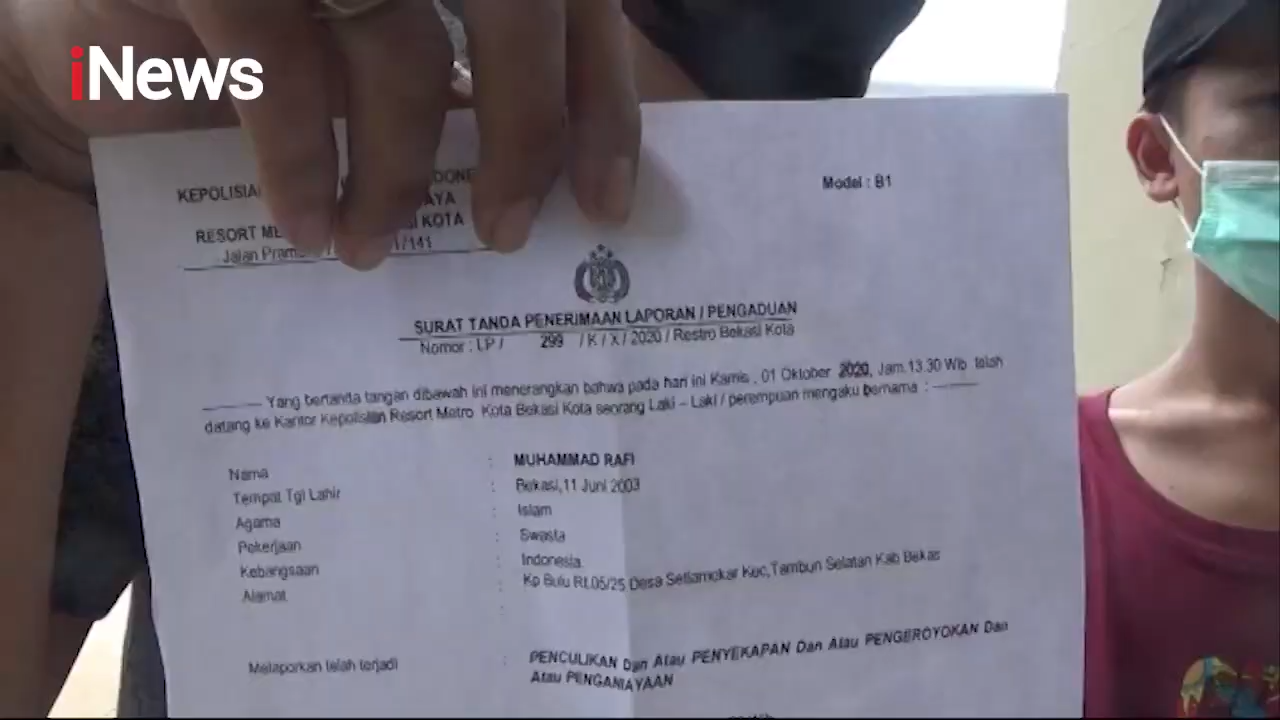 iNews
KEPOLISIA
AYA
RESORT ME KOTA
Jalan Pram /141
Model : B1
SURAT TANDA PENERIMAAN LAPORAN / PENGADUAN
Nomor : LP / 299 / K / X / 2020 / Restro Bekasi Kota
Yang bertanda tangan dibawah ini menerangkan bahwa pada hari ini Kamis , 01 Oktober 2020, Jam.13.30 Wib telah
datang ke Kantor Kepolisian Resort Metro Kota Bekasi Kota seorang Laki – Laki / perempuan mengaku bernama :
Nama : MUHAMMAD RAFI
Tempat Tgl Lahir : Bekasi,11 Juni 2003
Agama : Islam
Pekerjaan : Swasta
Kebangsaan : Indonesia.
Alamat : Kp Bulu Rt.05/25 Desa Setiamekar Kec,Tambun Selatan Kab Bekas
:
Melaporkan telah terjadi : PENCULIKAN Dan Atau PENYEKAPAN Dan Atau PENGEROYOKAN Dan
Atau PENGANIAYAAN